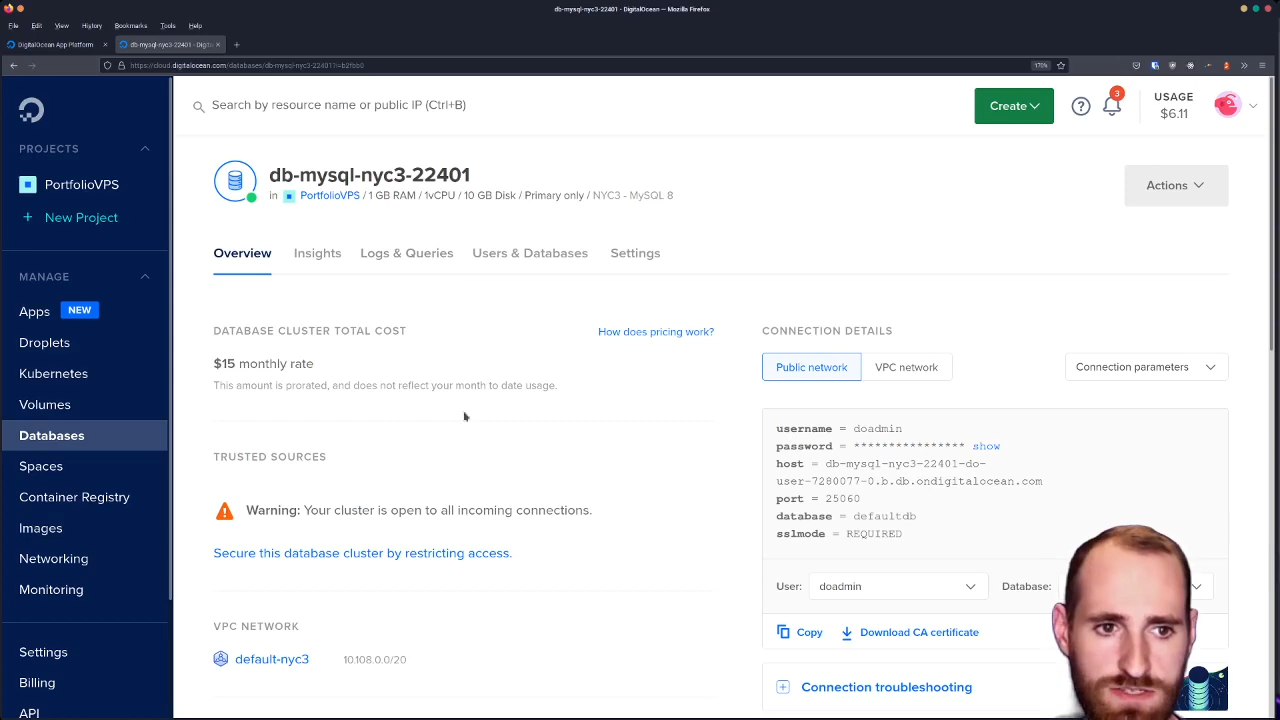 db-mysql-nyc3-22401 - DigitalOcean — Mozilla Firefox
File Edit View History Bookmarks Tools Help
DigitalOcean App Platform
db-mysql-nyc3-22401 - Digit
170%
Search by resource name or public IP (Ctrl+B)
Create
3
USAGE
$6.11
PROJECTS
PortfolioVPS
+ New Project
MANAGE
Apps NEW
Droplets
Kubernetes
Volumes
Databases
Spaces
Container Registry
Images
Networking
Monitoring
Settings
Billing
API
db-mysql-nyc3-22401
in PortfolioVPS / 1 GB RAM / 1vCPU / 10 GB Disk / Primary only / NYC3 - MySQL 8
Actions
Overview Insights Logs & Queries Users & Databases Settings
DATABASE CLUSTER TOTAL COST
How does pricing work?
$15 monthly rate
This amount is prorated, and does not reflect your month to date usage.
TRUSTED SOURCES
Warning: Your cluster is open to all incoming connections.
Secure this database cluster by restricting access.
VPC NETWORK
default-nyc3 10.108.0.0/20
CONNECTION DETAILS
Public network VPC network
Connection parameters
username = doadmin
password = **************** show
host = db-mysql-nyc3-22401-do-
user-7280077-0.b.db.ondigitalocean.com
port = 25060
database = defaultdb
sslmode = REQUIRED
User: doadmin Database:
Copy Download CA certificate
Connection troubleshooting